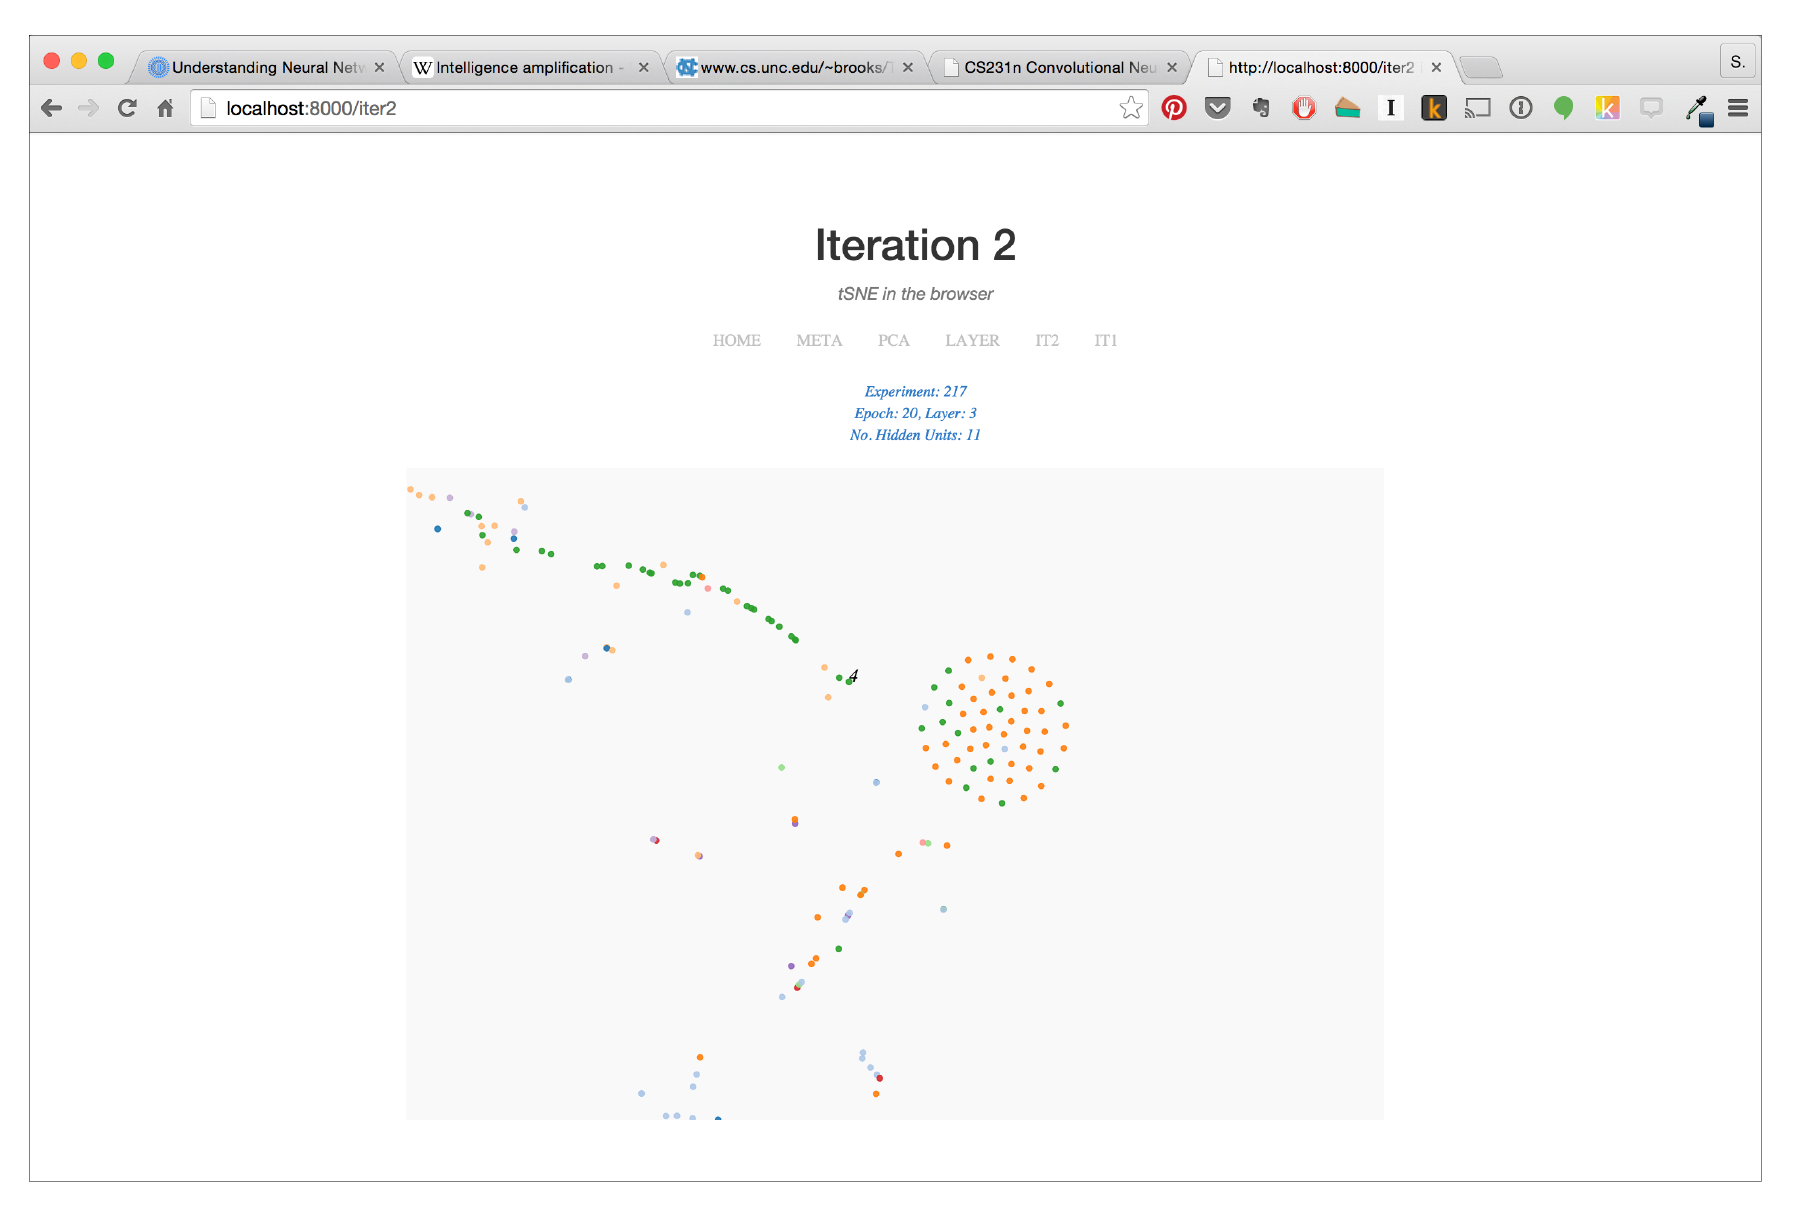 Understanding Neural Netw
Intelligence amplification -
www.cs.unc.edu/~brooks/
CS231n Convolutional Neu
http://localhost:8000/iter2
S.
localhost:8000/iter2
Iteration 2
tSNE in the browser
HOME META PCA LAYER IT2 IT1
Experiment: 217
Epoch: 20, Layer: 3
No. Hidden Units: 11
4